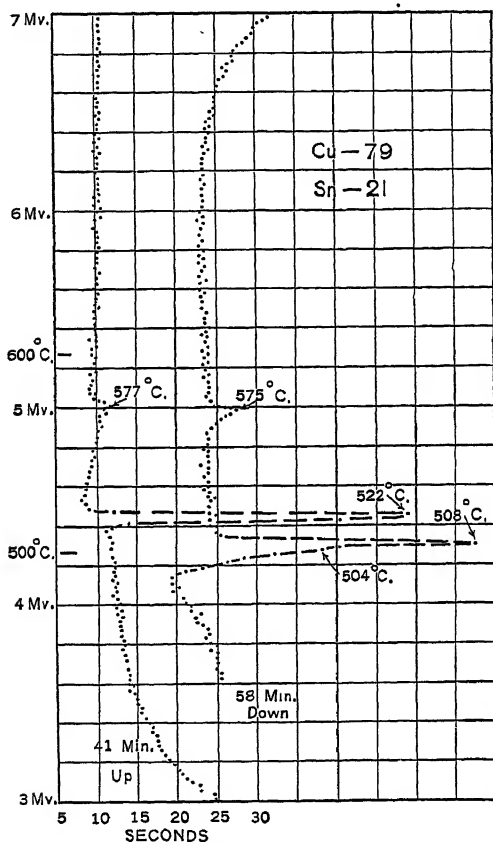 7 Mv.
Cu — 79
Sn — 21
6 Mv.
600°C.
577°C.
575°C.
5 Mv.
522°C.
508°C.
500°C.
504°C.
4 Mv.
58 Min.
Down
41 Min.
Up
3 Mv.
5 10 15 20 25 30
SECONDS